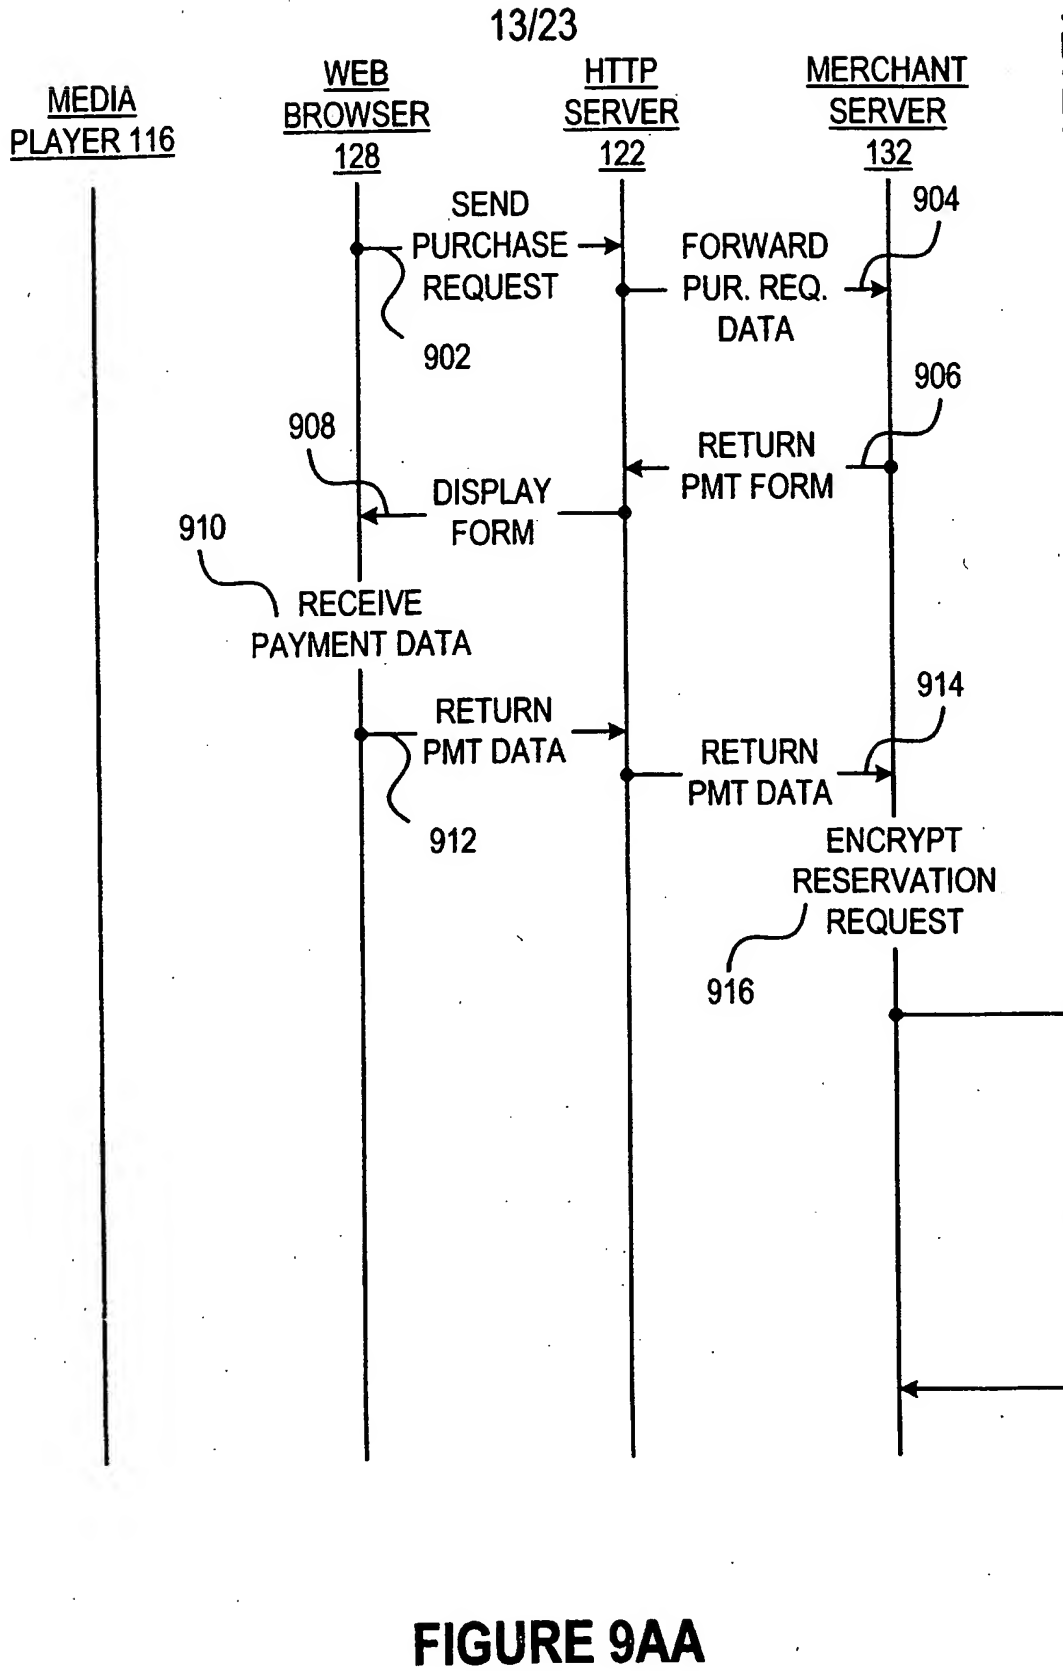 13/23
MEDIA
PLAYER 116
WEB
BROWSER
128
HTTP
SERVER
122
MERCHANT
SERVER
132
SEND
PURCHASE
REQUEST
902
FORWARD
PUR. REQ.
DATA
904
RETURN
PMT FORM
906
908
DISPLAY
FORM
910
RECEIVE
PAYMENT DATA
RETURN
PMT DATA
912
RETURN
PMT DATA
914
ENCRYPT
RESERVATION
REQUEST
916
FIGURE 9AA